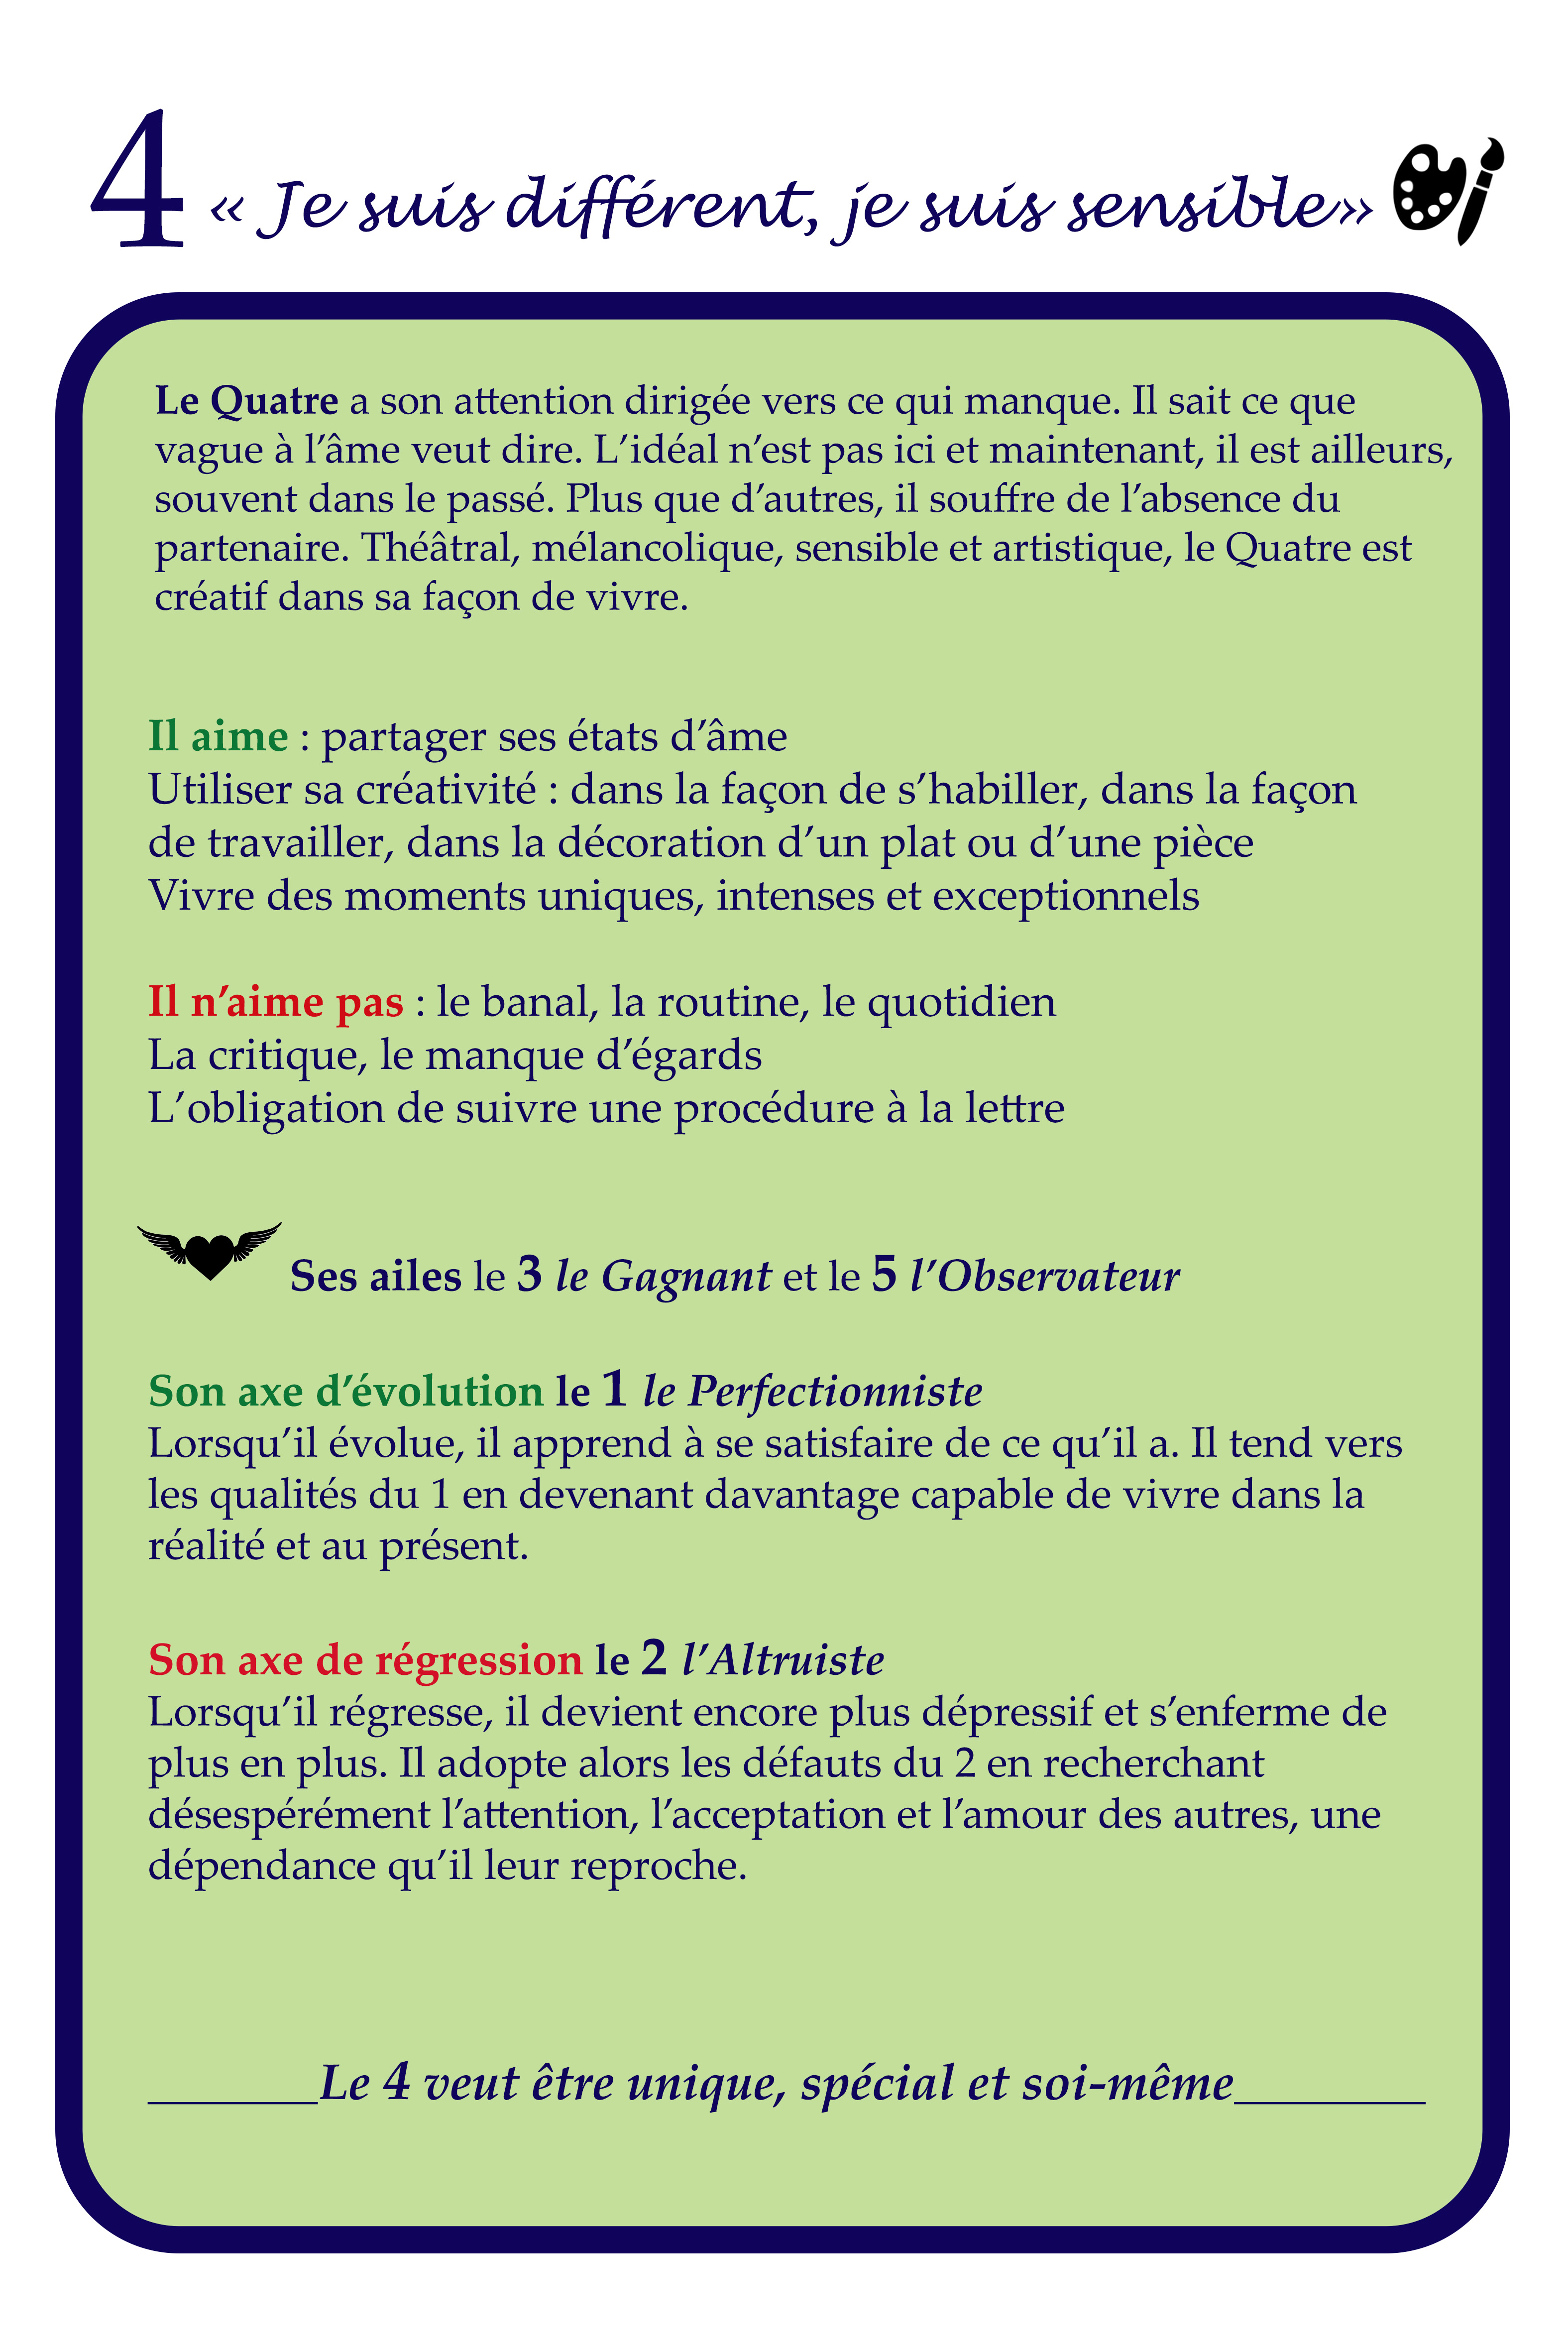 4 « Je suis différent, je suis sensible»
Le Quatre a son attention dirigée vers ce qui manque. Il sait ce que
vague à l’âme veut dire. L’idéal n’est pas ici et maintenant, il est ailleurs,
souvent dans le passé. Plus que d’autres, il souffre de l’absence du
partenaire. Théâtral, mélancolique, sensible et artistique, le Quatre est
créatif dans sa façon de vivre.
Il aime : partager ses états d’âme
Utiliser sa créativité : dans la façon de s’habiller, dans la façon
de travailler, dans la décoration d’un plat ou d’une pièce
Vivre des moments uniques, intenses et exceptionnels
Il n’aime pas : le banal, la routine, le quotidien
La critique, le manque d’égards
L’obligation de suivre une procédure à la lettre
Ses ailes le 3 le Gagnant et le 5 l’Observateur
Son axe d’évolution le 1 le Perfectionniste
Lorsqu’il évolue, il apprend à se satisfaire de ce qu’il a. Il tend vers
les qualités du 1 en devenant davantage capable de vivre dans la
réalité et au présent.
Son axe de régression le 2 l’Altruiste
Lorsqu’il régresse, il devient encore plus dépressif et s’enferme de
plus en plus. Il adopte alors les défauts du 2 en recherchant
désespérément l’attention, l’acceptation et l’amour des autres, une
dépendance qu’il leur reproche.
_______Le 4 veut être unique, spécial et soi-même________